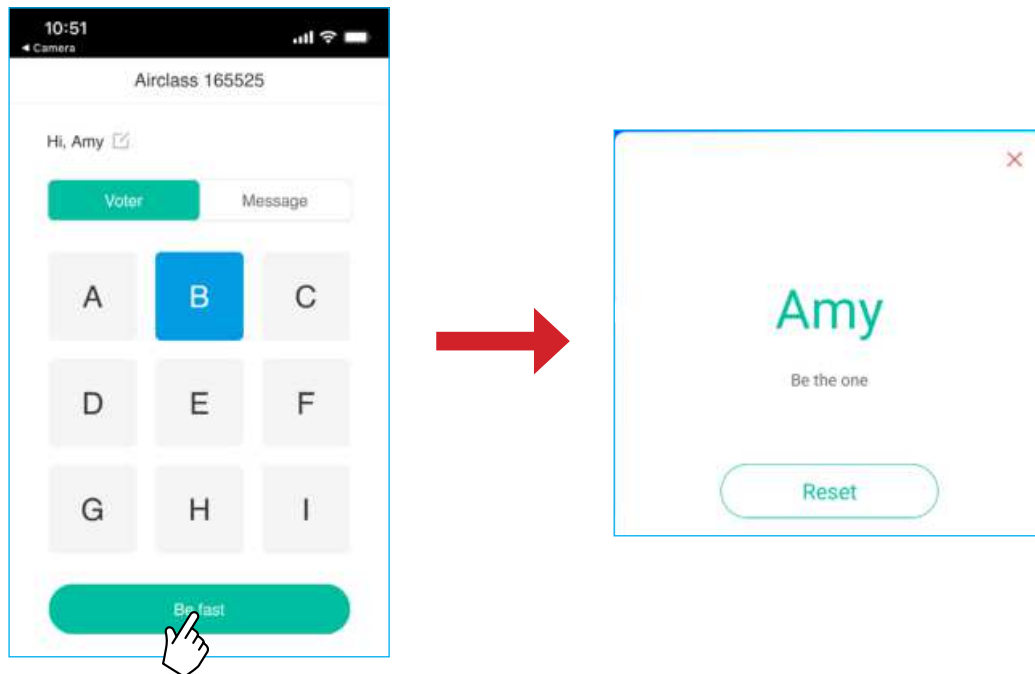 10:51
◄ Camera
Airclass 165525
Hi, Amy
Voter Message
A B C
D E F
G H I
Be fast
Amy
Be the one
Reset